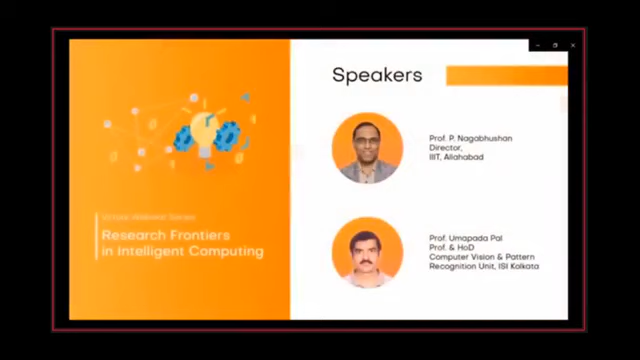 Speakers
Prof. P. Nagabhushan
Director,
IIIT, Allahabad
Research Frontiers
in Intelligent Computing
Prof. Umapada Pal
Prof. & HoD
Computer Vision & Pattern
Recognition Unit, ISI Kolkata